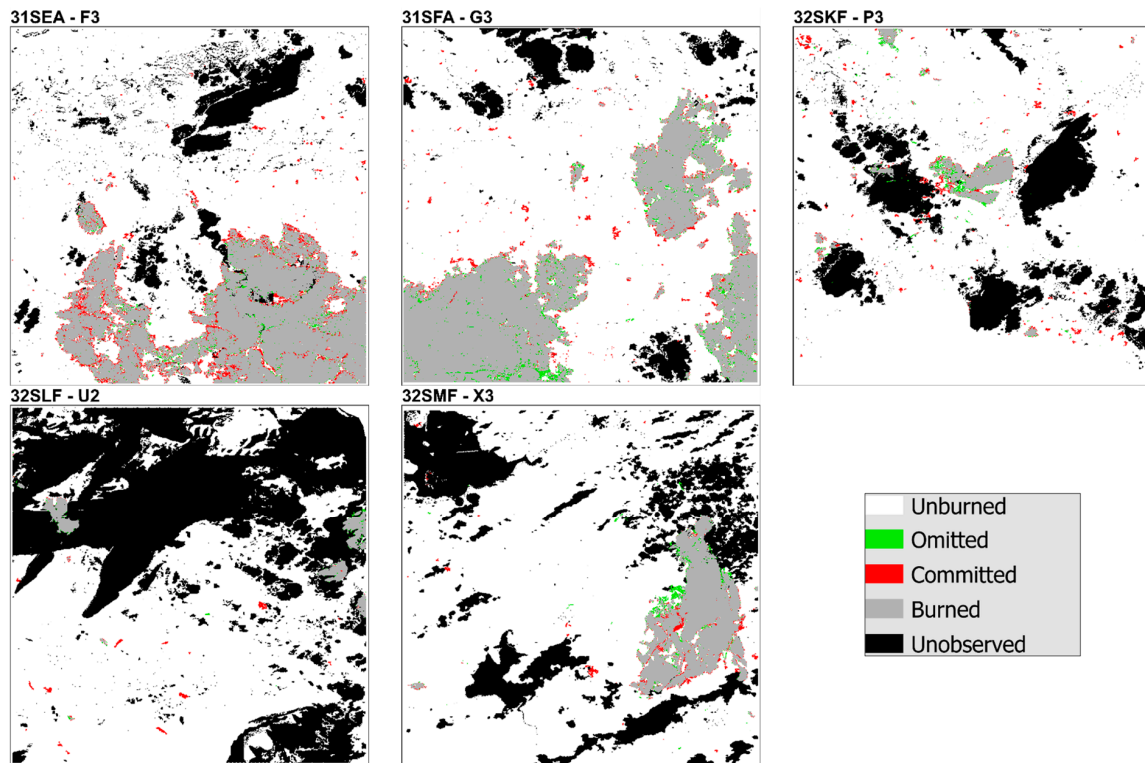 31SEA - F3
31SFA - G3
32SKF - P3
32SLF - U2
32SMF - X3
Unburned
Omitted
Committed
Burned
Unobserved